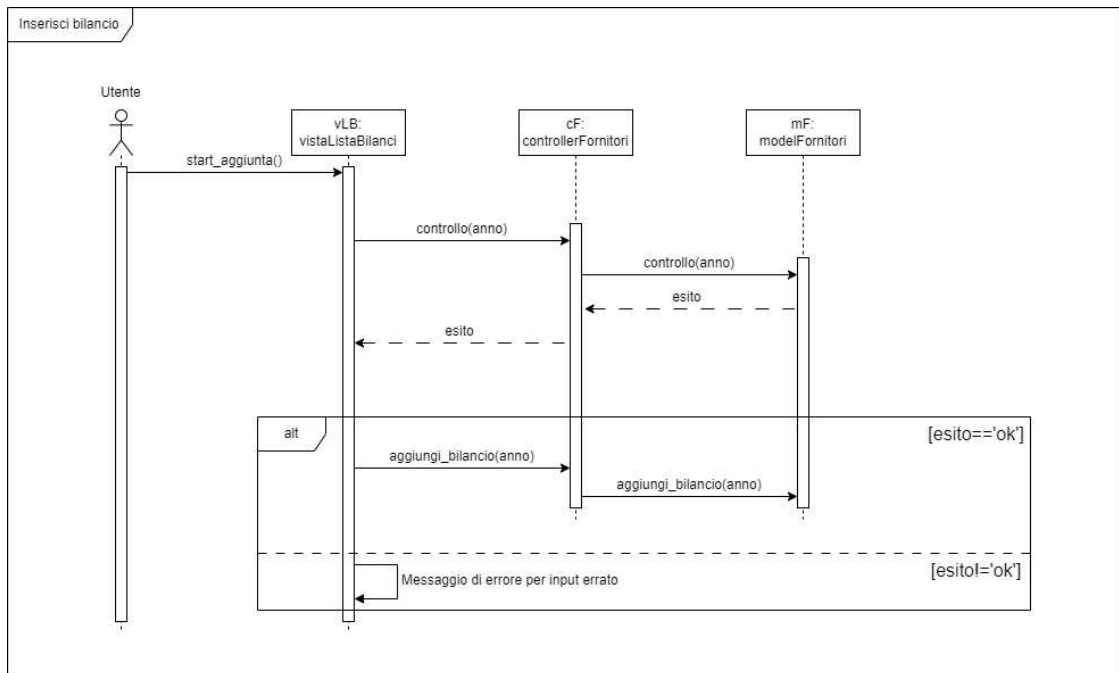 Inserisci bilancio
Utente
vLB:
vistaListaBilanci
cF:
controllerFornitori
mF:
modelFornitori
start_aggiunta()
controllo(anno)
controllo(anno)
esito
esito
alt
[esito=='ok']
aggiungi_bilancio(anno)
aggiungi_bilancio(anno)
[esito!='ok']
Messaggio di errore per input errato